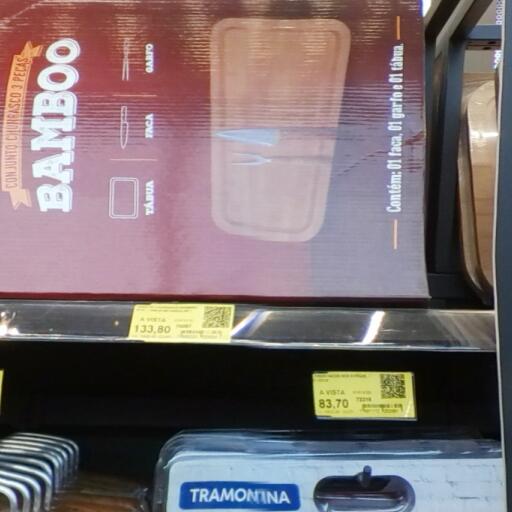 CONJUNTO CHURRASCO 3 PEÇAS
BAMBOO
GARFO
FACA
TÁBUA
Contém: 01 faca, 01 garfo e 01 tábua.
A VISTA
133,80
A VISTA
83,70
TRAMONTINA